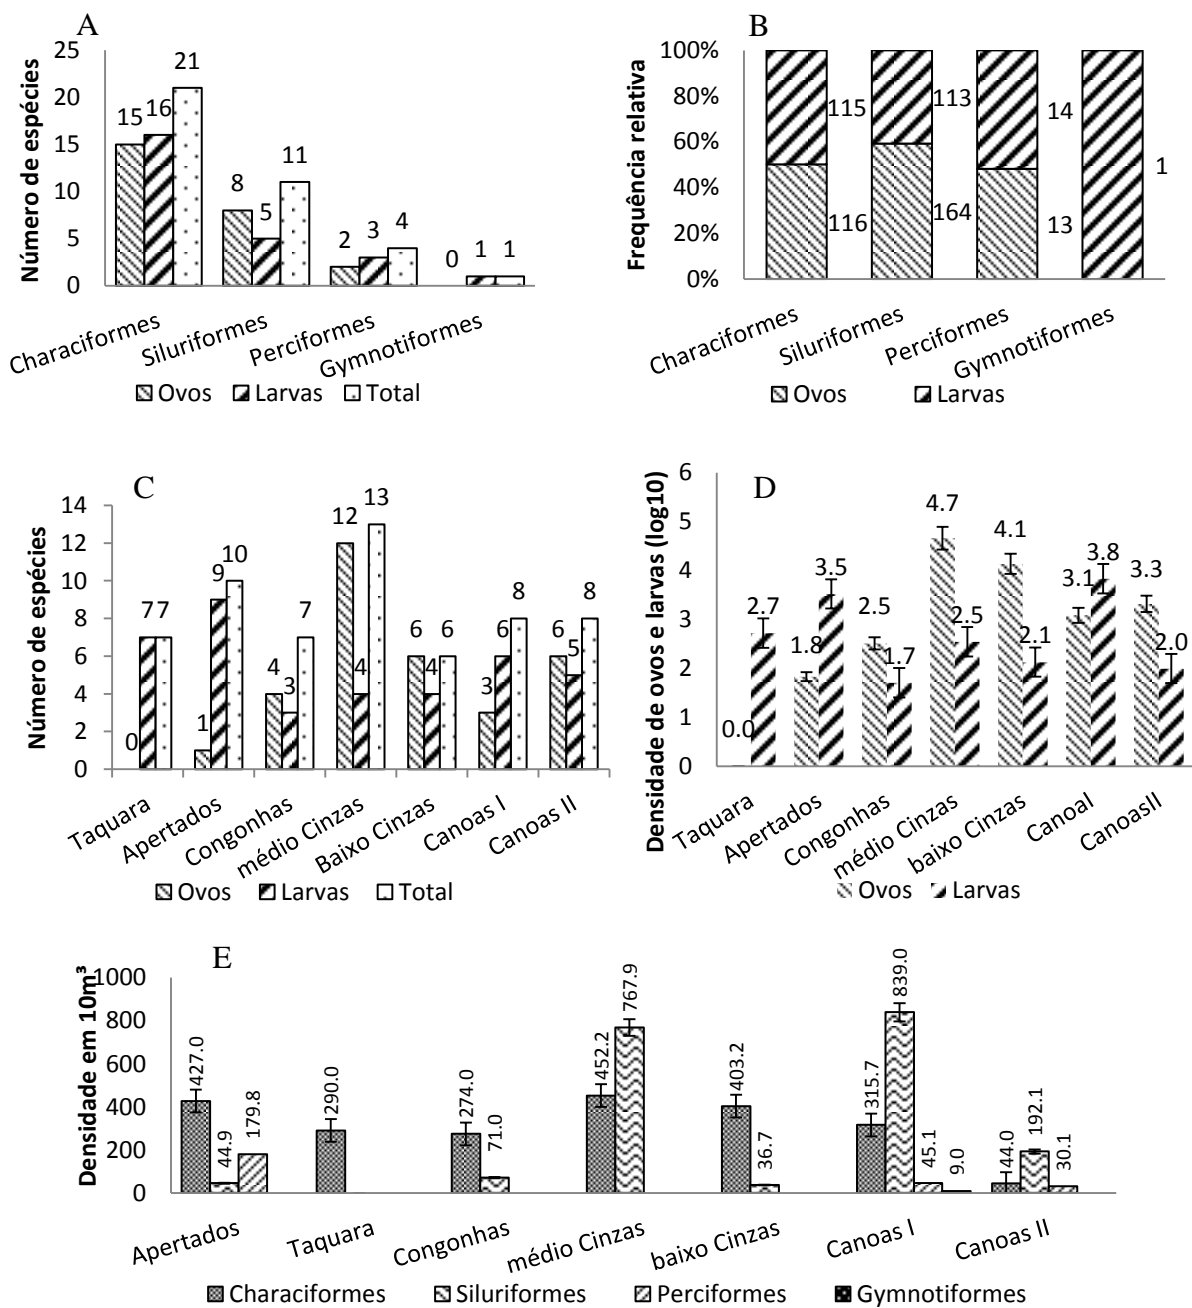 A
Número de espécies
25
20
15
10
5
0
15 16 21
8 5 11
2 3 4
0 1 1
Characiformes
Siluriformes
Perciformes
Gymnotiformes
Ovos Larvas Total
B
Frequência relativa
100%
80%
60%
40%
20%
0%
115 113 14 1
116 164 13
Characiformes
Siluriformes
Perciformes
Gymnotiformes
Ovos Larvas
C
Número de espécies
14
12
10
8
6
4
2
0
0 7 7
1 9 10
4 3 7
12 4 13
6 4 6
3 6 8
6 5 8
Taquara
Apertados
Congonhas
médio Cinzas
Baixo Cinzas
Canoas I
Canoas II
Ovos Larvas Total
D
Densidade de ovos e larvas (log10)
6
5
4
3
2
1
0
0.0 2.7
1.8 3.5
2.5 1.7
4.7 2.5
4.1 2.1
3.1 3.8
3.3 2.0
Taquara
Apertados
Congonhas
médio Cinzas
baixo Cinzas
CanoaI
CanoasII
Ovos Larvas
E
Densidade em 10m³
1000
800
600
400
200
0
427.0 44.9 179.8
290.0
274.0 71.0
452.2 767.9
403.2 36.7
315.7 839.0 45.1 9.0
44.0 192.1 30.1
Apertados
Taquara
Congonhas
médio Cinzas
baixo Cinzas
Canoas I
Canoas II
Characiformes Siluriformes Perciformes Gymnotiformes